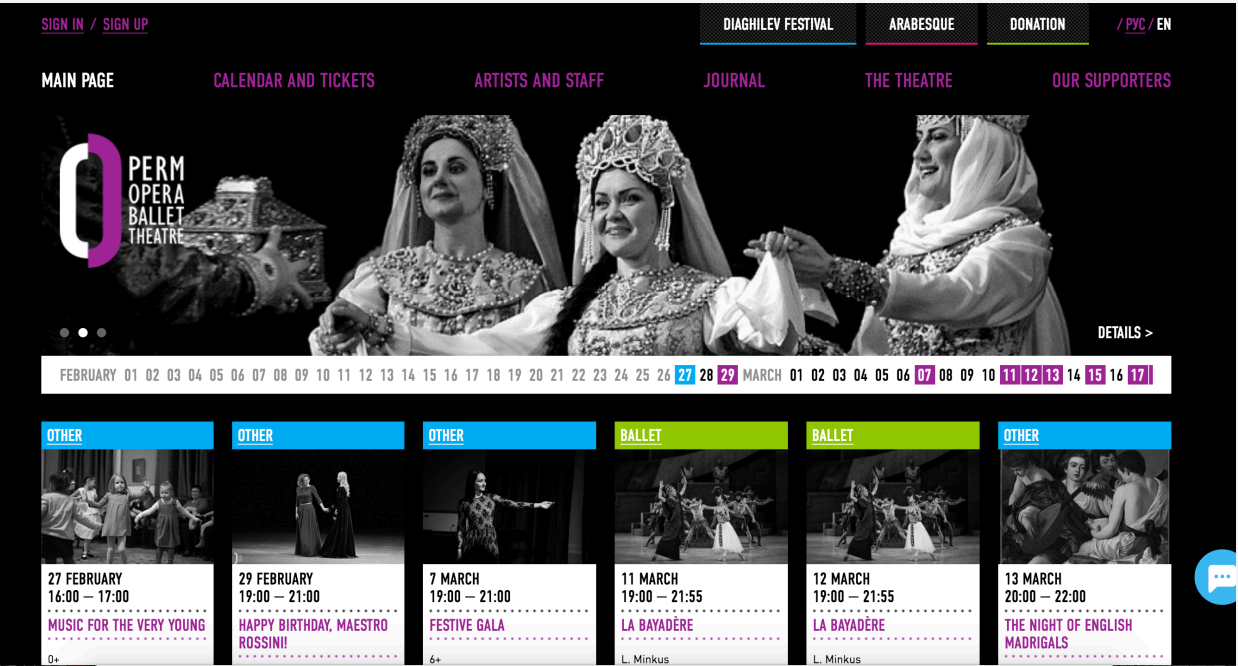 SIGN IN / SIGN UP
DIAGHILEV FESTIVAL
ARABESQUE
DONATION
/ РУС / EN
MAIN PAGE
CALENDAR AND TICKETS
ARTISTS AND STAFF
JOURNAL
THE THEATRE
OUR SUPPORTERS
PERM
OPERA
BALLET
THEATRE
DETAILS >
FEBRUARY 01 02 03 04 05 06 07 08 09 10 11 12 13 14 15 16 17 18 19 20 21 22 23 24 25 26 27 28 29 MARCH 01 02 03 04 05 06 07 08 09 10 11 12 13 14 15 16 17
OTHER
27 FEBRUARY
16:00 — 17:00
MUSIC FOR THE VERY YOUNG
0+
OTHER
29 FEBRUARY
19:00 — 21:00
HAPPY BIRTHDAY, MAESTRO
ROSSINI!
OTHER
7 MARCH
19:00 — 21:00
FESTIVE GALA
6+
BALLET
11 MARCH
19:00 — 21:55
LA BAYADÈRE
L. Minkus
BALLET
12 MARCH
19:00 — 21:55
LA BAYADÈRE
L. Minkus
OTHER
13 MARCH
20:00 — 22:00
THE NIGHT OF ENGLISH
MADRIGALS